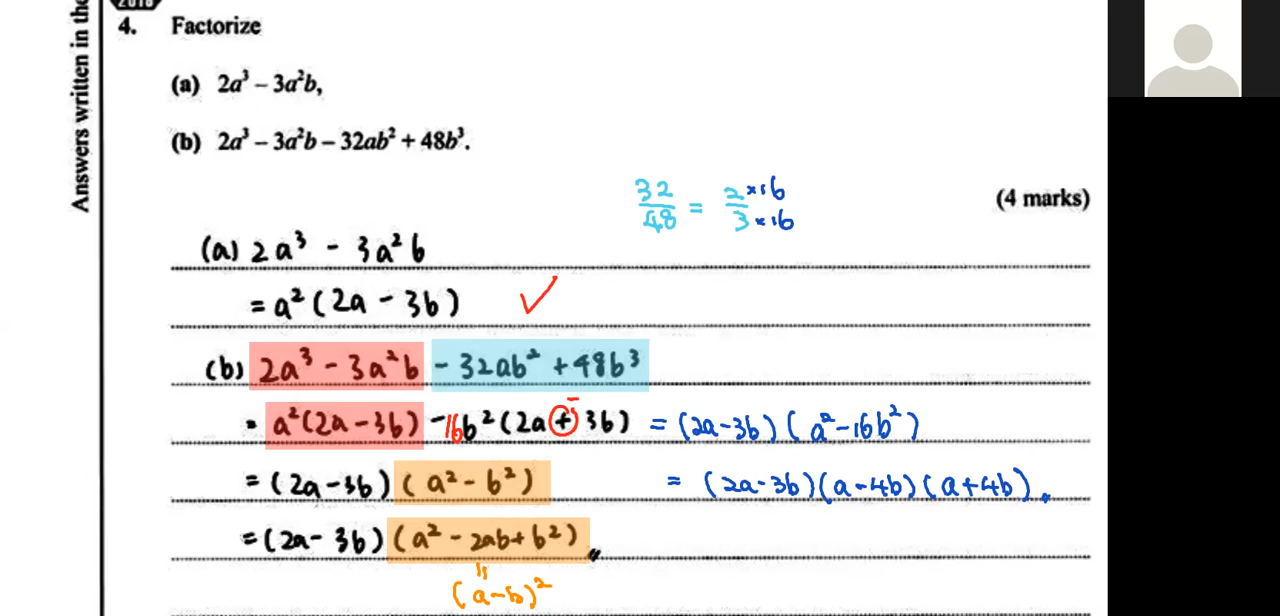 2018
4. Factorize
(a) 2a³ – 3a²b,
(b) 2a³ – 3a²b – 32ab² + 48b³.
(4 marks)
Answers written in the
32/48 = 2×16/3×16
(a) 2a³ - 3a²b
= a²(2a - 3b) ✓
(b) 2a³ - 3a²b - 32ab² + 48b³
= a²(2a - 3b) - 16b²(2a + 3b) = (2a-3b)(a²-16b²)
-
= (2a-3b)(a² - b²) = (2a-3b)(a-4b)(a+4b)
= (2a - 3b)(a² - 2ab + b²)
=
(a-b)²